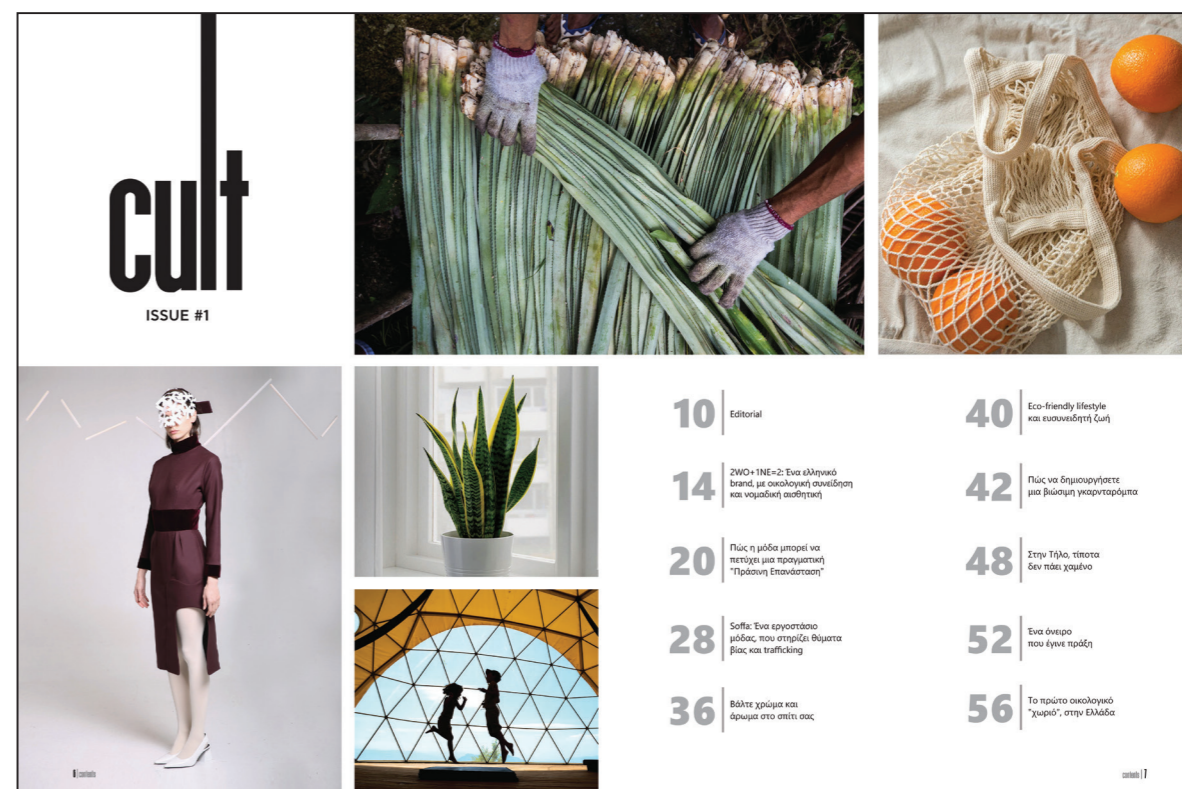 cult
ISSUE #1
10
Editorial
14
2WO+1NE=2: Ένα ελληνικό
brand, με οικολογική συνείδηση
και νομαδική αισθητική
20
Πώς η μόδα μπορεί να
πετύχει μια πραγματική
"Πράσινη Επανάσταση"
28
Soffa: Ένα εργοστάσιο
μόδας, που στηρίζει θύματα
βίας και trafficking
36
Βάλτε χρώμα και
άρωμα στο σπίτι σας
40
Eco-friendly lifestyle
και ευσυνειδητή ζωή
42
Πώς να δημιουργήσετε
μια βιώσιμη γκαρνταρόμπα
48
Στην Τήλο, τίποτα
δεν πάει χαμένο
52
Ένα όνειρο
που έγινε πράξη
56
Το πρώτο οικολογικό
"χωριό", στην Ελλάδα
| contents
contents | 7